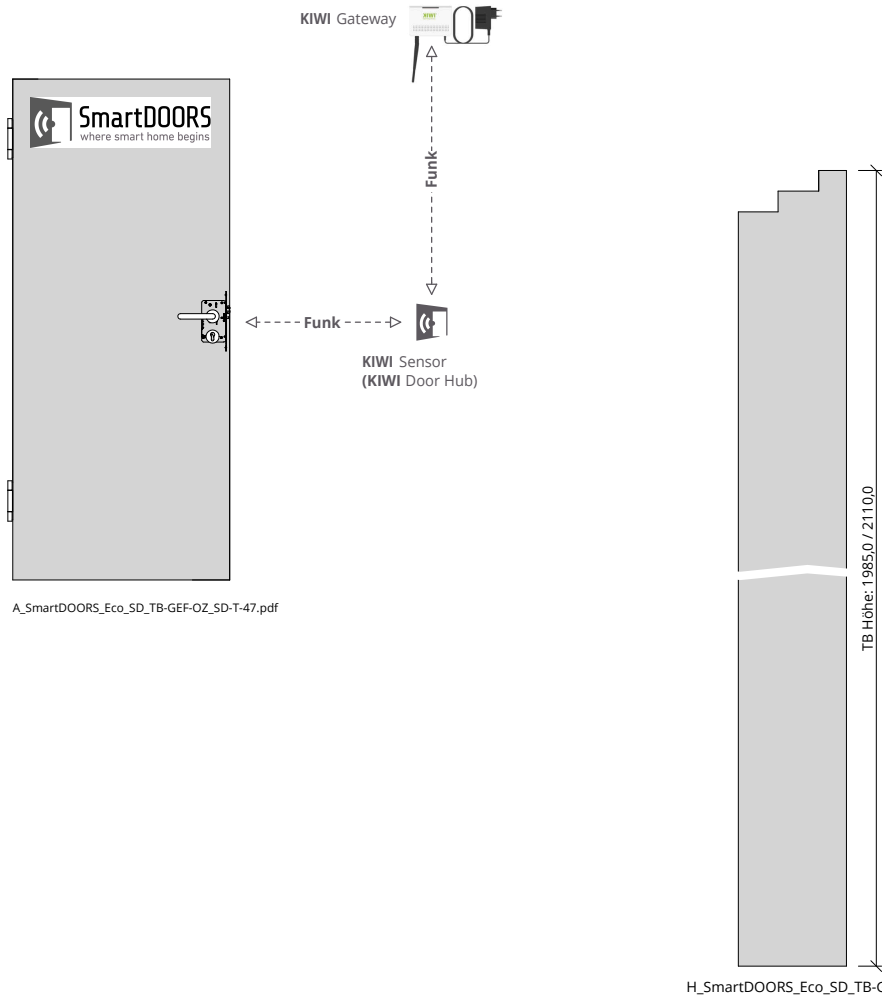 KIWI Gateway
SmartDOORS
where smart home begins
Funk
Funk
KIWI Sensor
(KIWI Door Hub)
A_SmartDOORS_Eco_SD_TB-GEF-OZ_SD-T-47.pdf
TB Höhe: 1985,0 / 2110,0
H_SmartDOORS_Eco_SD_TB-G